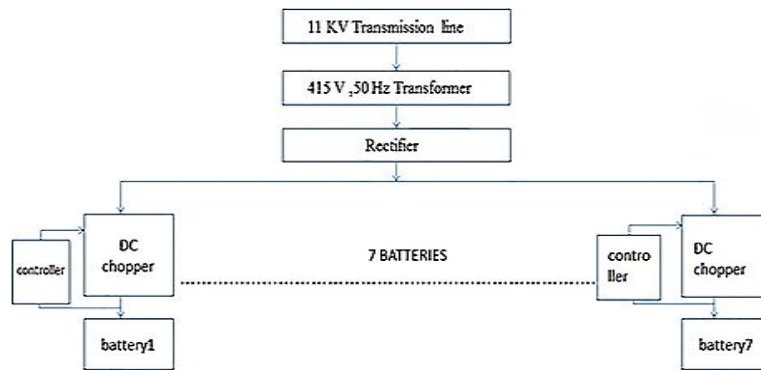 11 KV Transmission line
415 V ,50 Hz Transformer
Rectifier
controller
DC
chopper
battery1
7 BATTERIES
contro
ller
DC
chopper
battery7